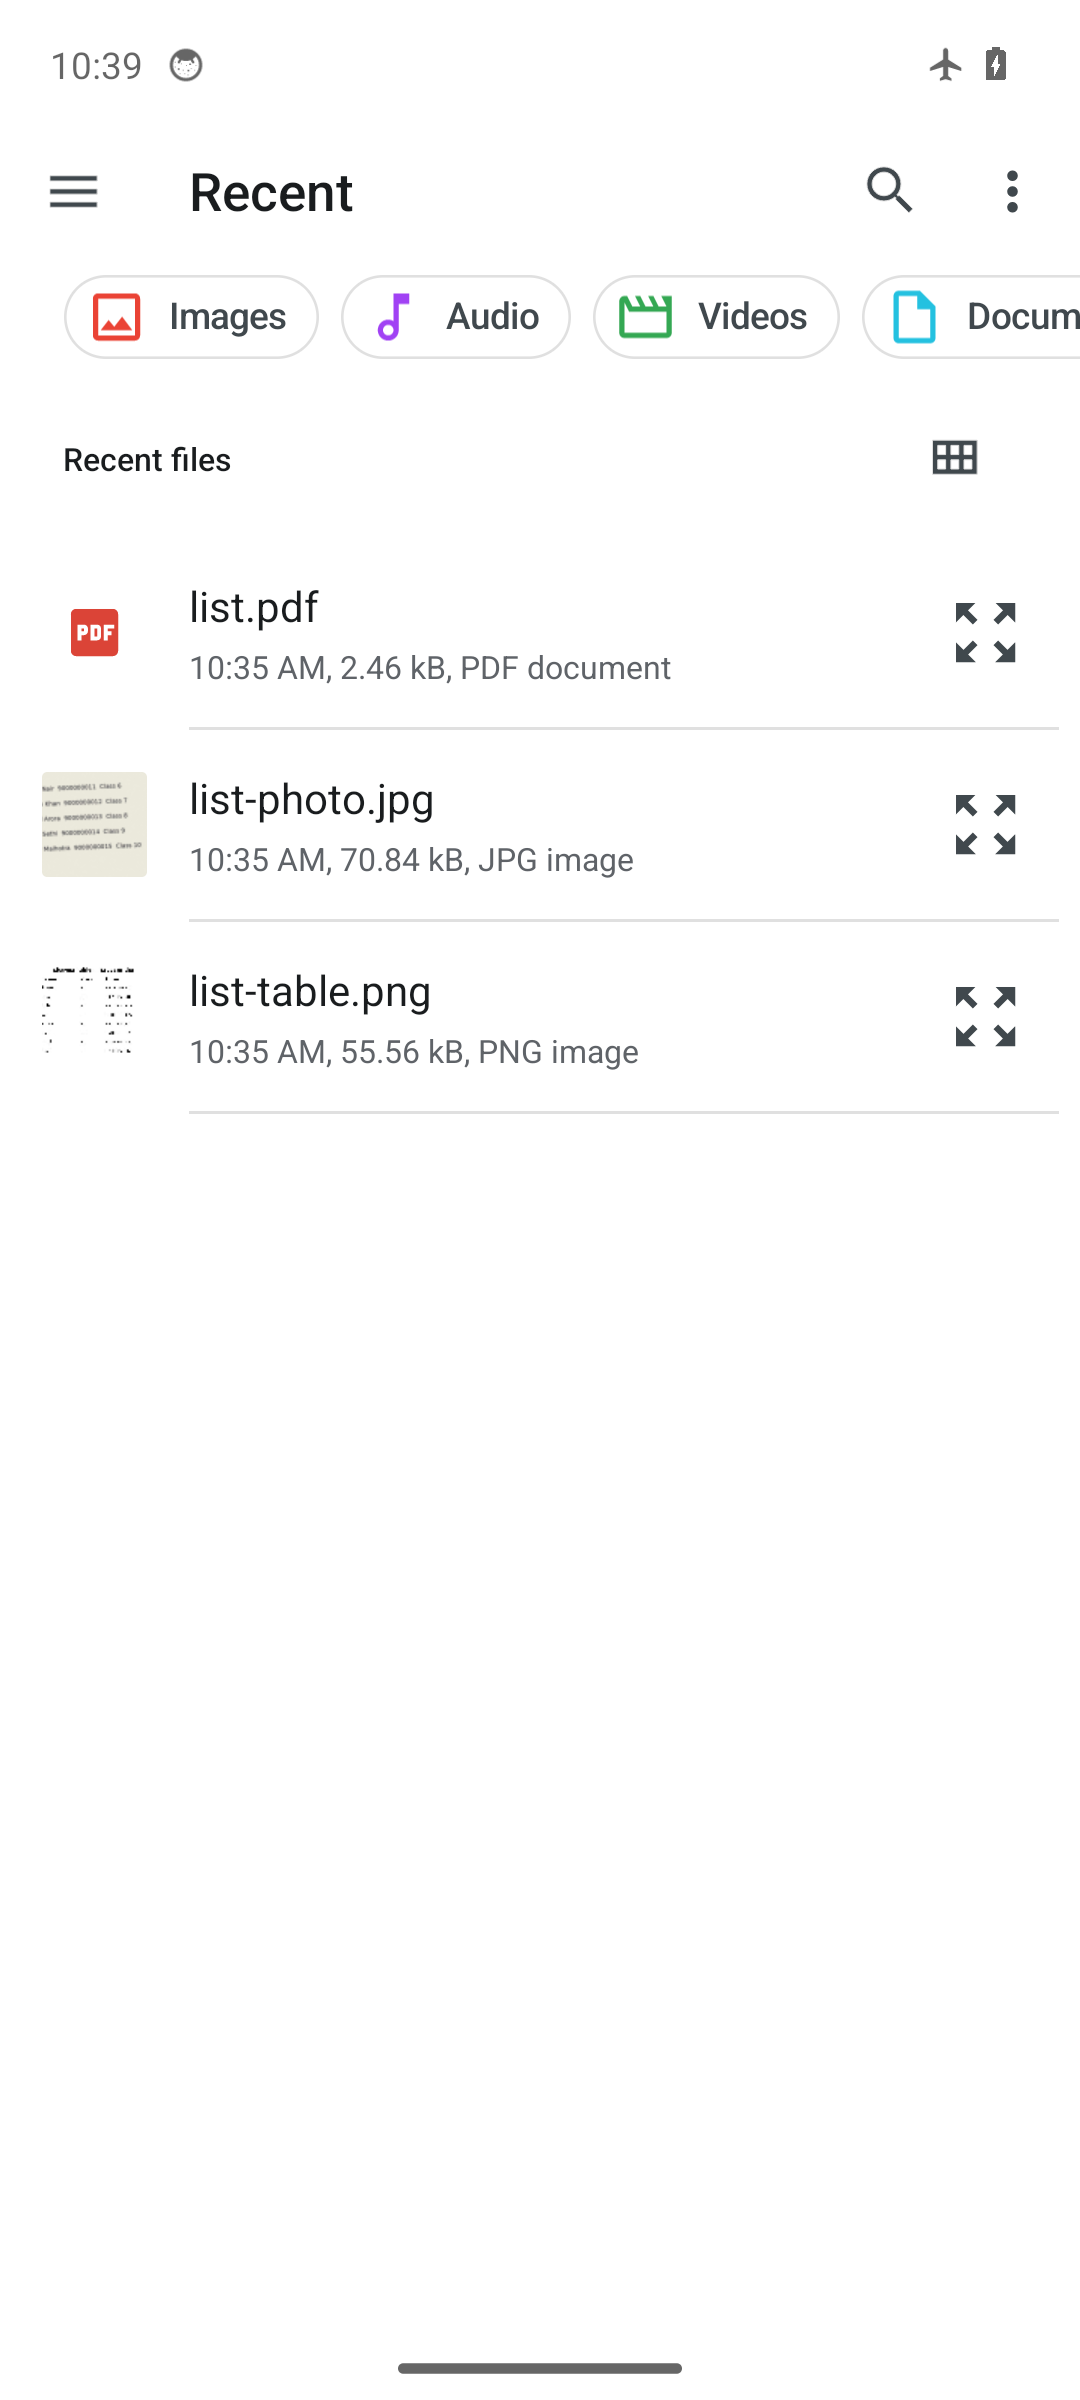 10:39
Recent
Images Audio Videos Docum
Recent files
PDF
list.pdf
10:35 AM, 2.46 kB, PDF document
list-photo.jpg
10:35 AM, 70.84 kB, JPG image
list-table.png
10:35 AM, 55.56 kB, PNG image